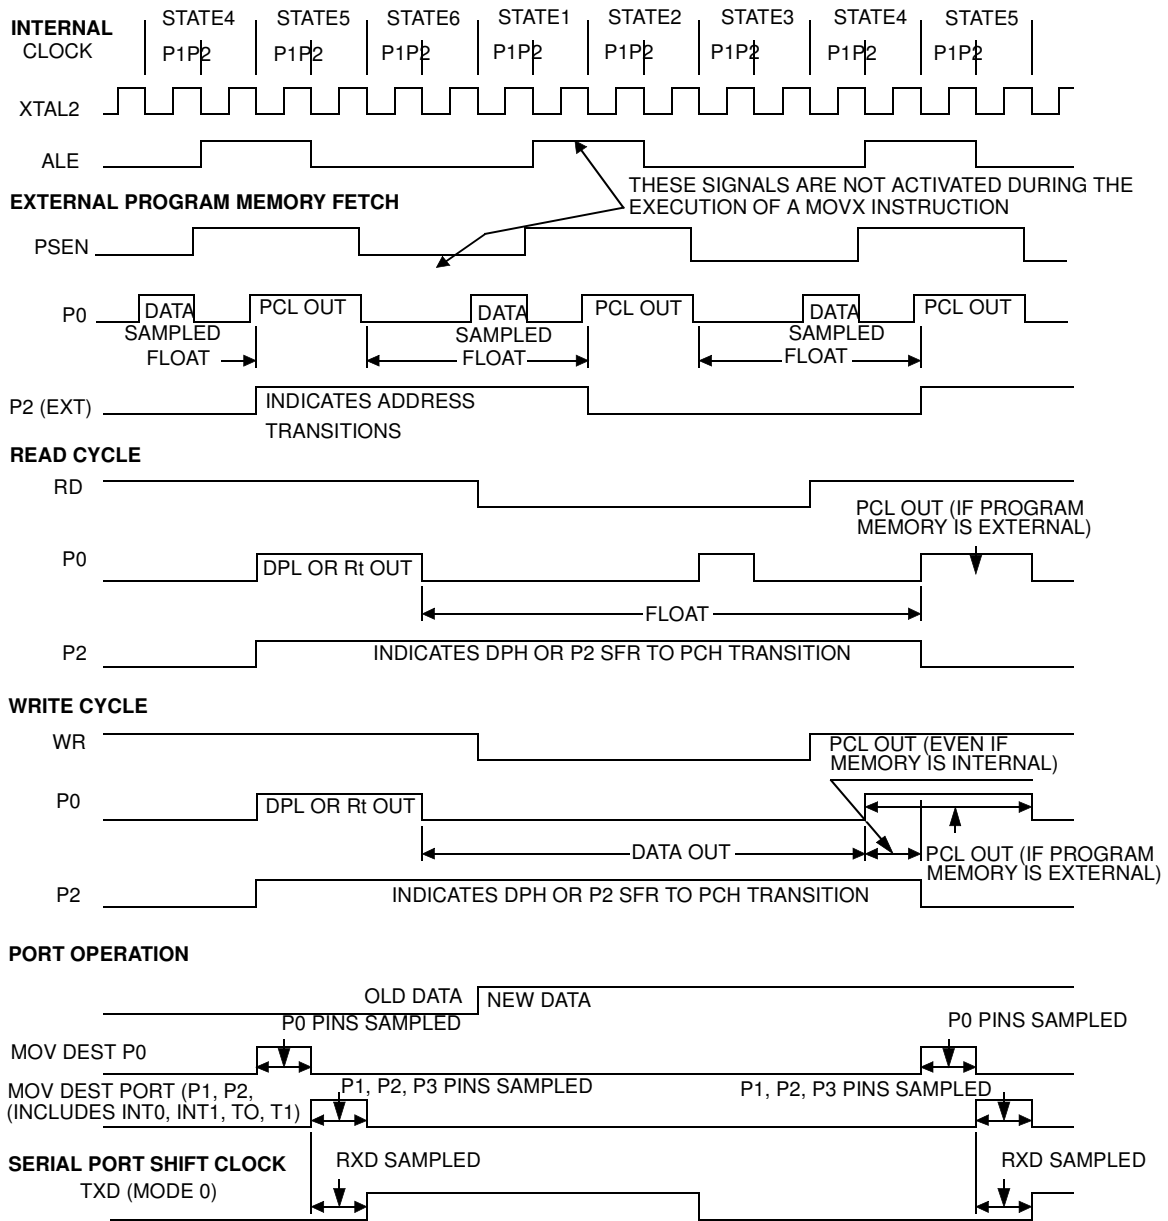 INTERNAL
CLOCK
STATE4 STATE5 STATE6 STATE1 STATE2 STATE3 STATE4 STATE5
P1P2 P1P2 P1P2 P1P2 P1P2 P1P2 P1P2 P1P2
XTAL2
ALE
THESE SIGNALS ARE NOT ACTIVATED DURING THE
EXECUTION OF A MOVX INSTRUCTION
EXTERNAL PROGRAM MEMORY FETCH
PSEN
P0 DATA PCL OUT DATA PCL OUT DATA PCL OUT
SAMPLED SAMPLED SAMPLED
FLOAT FLOAT FLOAT
P2 (EXT) INDICATES ADDRESS
TRANSITIONS
READ CYCLE
RD
PCL OUT (IF PROGRAM
MEMORY IS EXTERNAL)
P0 DPL OR Rt OUT
FLOAT
P2 INDICATES DPH OR P2 SFR TO PCH TRANSITION
WRITE CYCLE
WR
PCL OUT (EVEN IF
MEMORY IS INTERNAL)
P0 DPL OR Rt OUT
DATA OUT
PCL OUT (IF PROGRAM
MEMORY IS EXTERNAL)
P2 INDICATES DPH OR P2 SFR TO PCH TRANSITION
PORT OPERATION
OLD DATA NEW DATA
P0 PINS SAMPLED P0 PINS SAMPLED
MOV DEST P0
MOV DEST PORT (P1, P2, P1, P2, P3 PINS SAMPLED P1, P2, P3 PINS SAMPLED
(INCLUDES INT0, INT1, TO, T1)
SERIAL PORT SHIFT CLOCK RXD SAMPLED RXD SAMPLED
TXD (MODE 0)